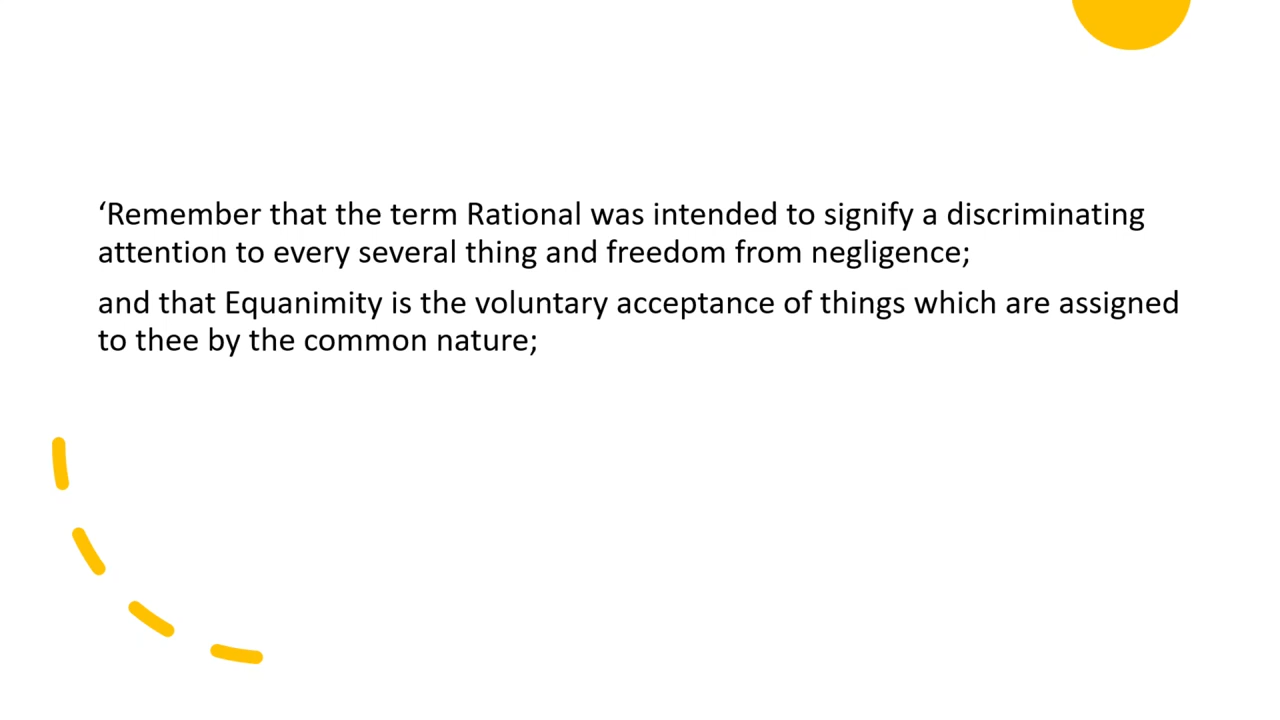 ‘Remember that the term Rational was intended to signify a discriminating
attention to every several thing and freedom from negligence;
and that Equanimity is the voluntary acceptance of things which are assigned
to thee by the common nature;